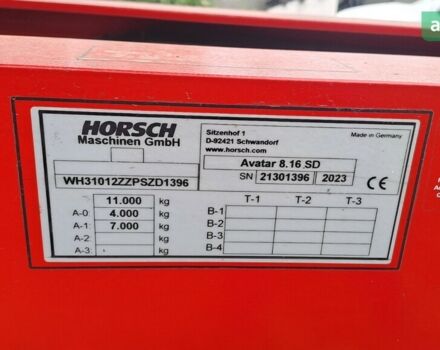 HORSCH
Maschinen GmbH
Sitzenhof 1
D-92421 Schwandorf
www.horsch.com
Made in Germany
Avatar 8.16 SD
WH31012ZZPSZD1396
SN 21301396 2023
CE
11.000 kg
A-0: 4.000 kg
A-1: 7.000 kg
A-2: kg
A-3: kg
T-1 T-2 T-3
B-1
B-2
B-3
B-4